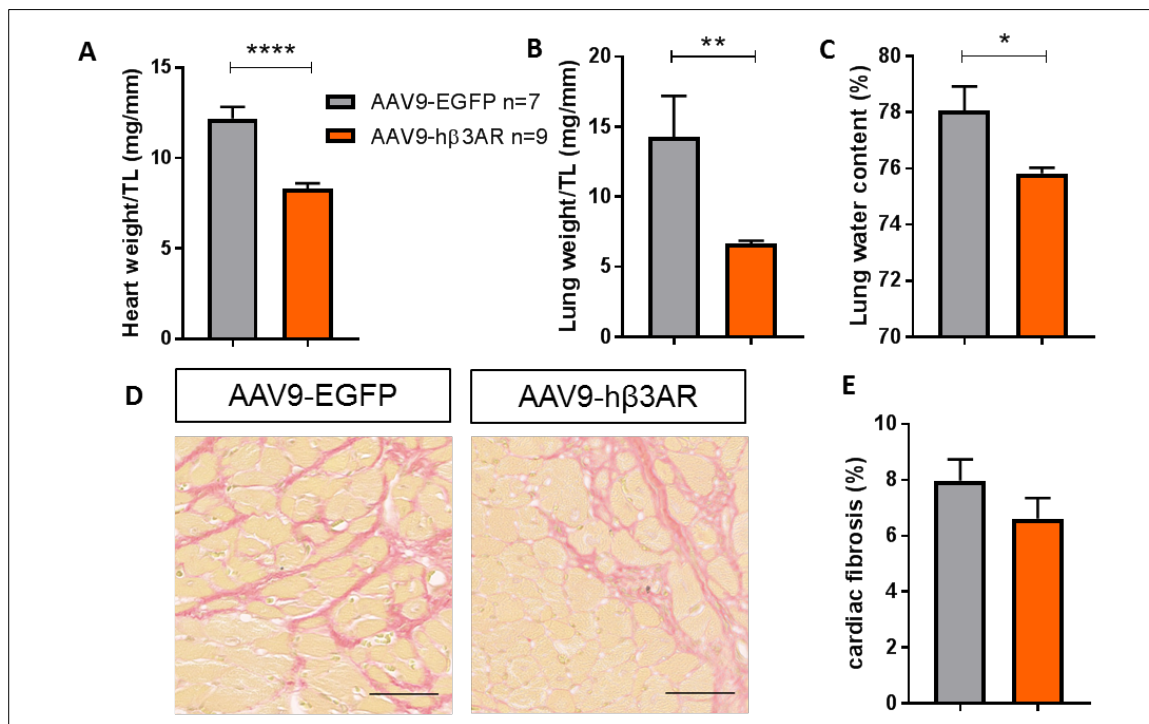 A
****
Heart weight/TL (mg/mm)
15
10
5
0
AAV9-EGFP n=7
AAV9-hβ3AR n=9
B
**
Lung weight/TL (mg/mm)
20
15
10
5
0
C
*
Lung water content (%)
80
78
76
74
72
70
D
AAV9-EGFP
AAV9-hβ3AR
E
cardiac fibrosis (%)
10
8
6
4
2
0